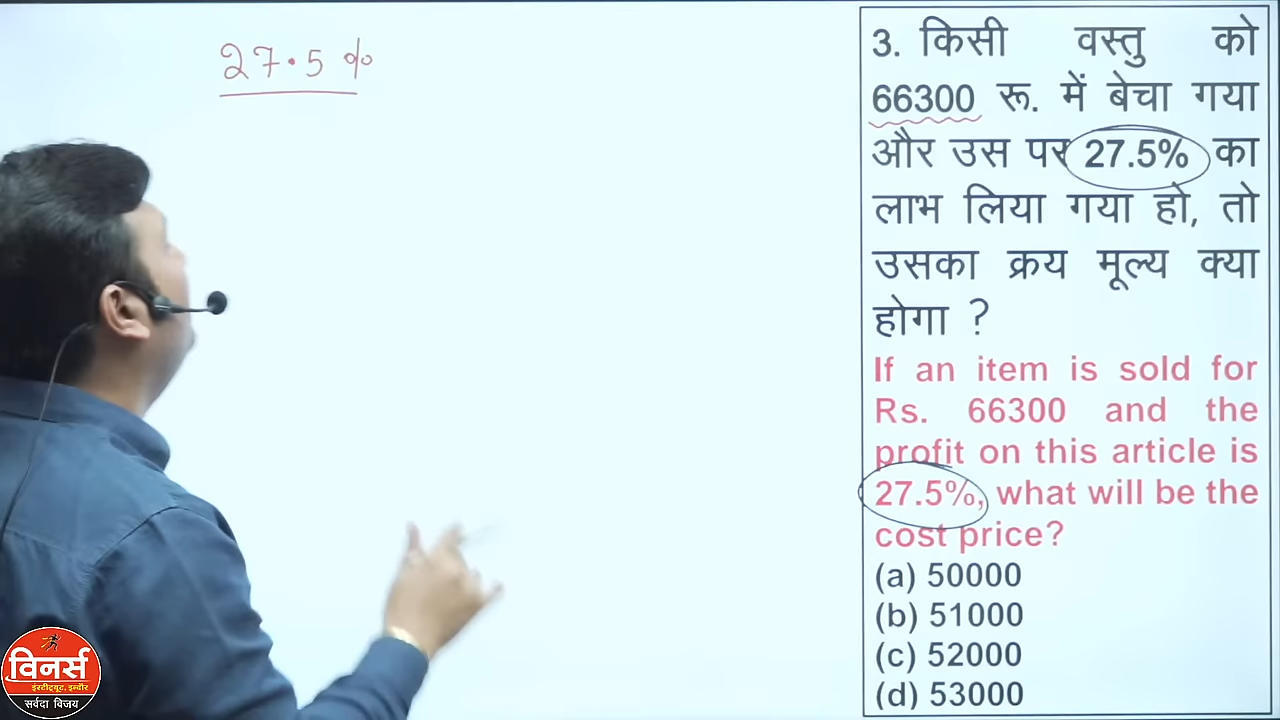 27.5 %
3. किसी वस्तु को
66300 रू. में बेचा गया
और उस पर 27.5% का
लाभ लिया गया हो, तो
उसका क्रय मूल्य क्या
होगा ?
If an item is sold for
Rs. 66300 and the
profit on this article is
27.5%, what will be the
cost price?
(a) 50000
(b) 51000
(c) 52000
(d) 53000
विनर्स
इंस्टीट्यूट, इन्दौर
सर्वदा विजय